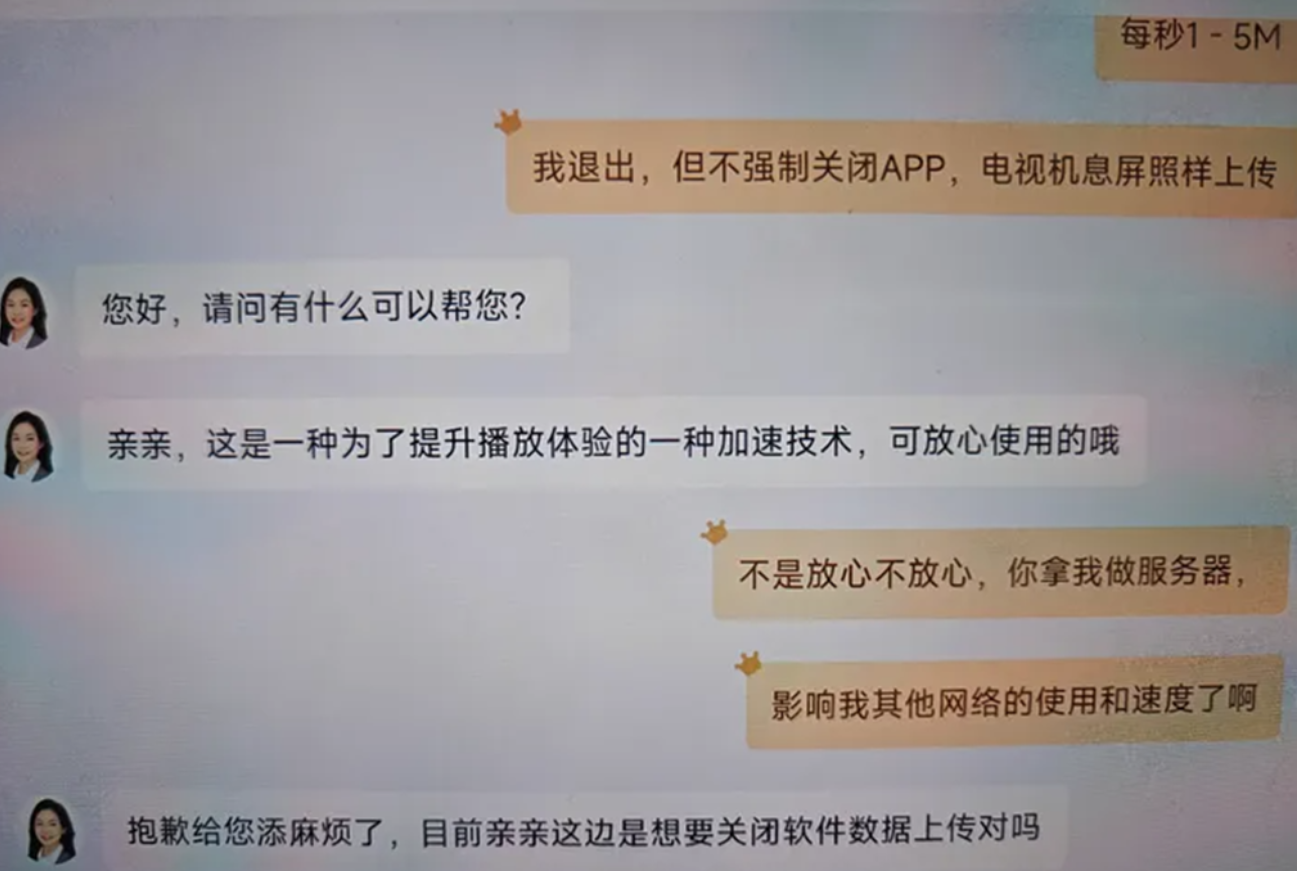 每秒1 - 5M
我退出，但不强制关闭APP，电视机息屏照样上传
您好，请问有什么可以帮您？
亲亲，这是一种为了提升播放体验的一种加速技术，可放心使用的哦
不是放心不放心，你拿我做服务器，
影响我其他网络的使用和速度了啊
抱歉给您添麻烦了，目前亲亲这边是想要关闭软件数据上传对吗